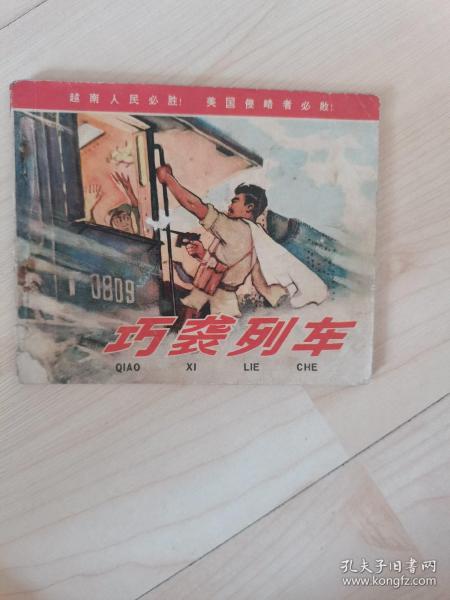 越南人民必胜! 美国侵略者必败!
0809
巧袭列车
QIAO XI LIE CHE
孔夫子旧书网
www.kongfz.com